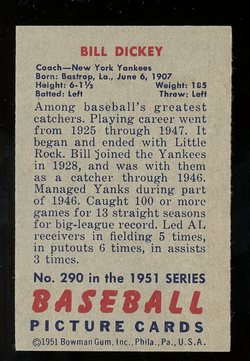 BILL DICKEY
Coach—New York Yankees
Born: Bastrop, La., June 6, 1907
Height: 6-1½ Weight: 185
Batted: Left Threw: Left
Among baseball's greatest
catchers. Playing career went
from 1925 through 1947. It
began and ended with Little
Rock. Bill joined the Yankees
in 1928, and was with them
as a catcher through 1946.
Managed Yanks during part
of 1946. Caught 100 or more
games for 13 straight seasons
for big-league record. Led AL
receivers in fielding 5 times,
in putouts 6 times, in assists
3 times.
No. 290 in the 1951 SERIES
BASEBALL
PICTURE CARDS
©1951 Bowman Gum, Inc., Phila., Pa., U.S.A.